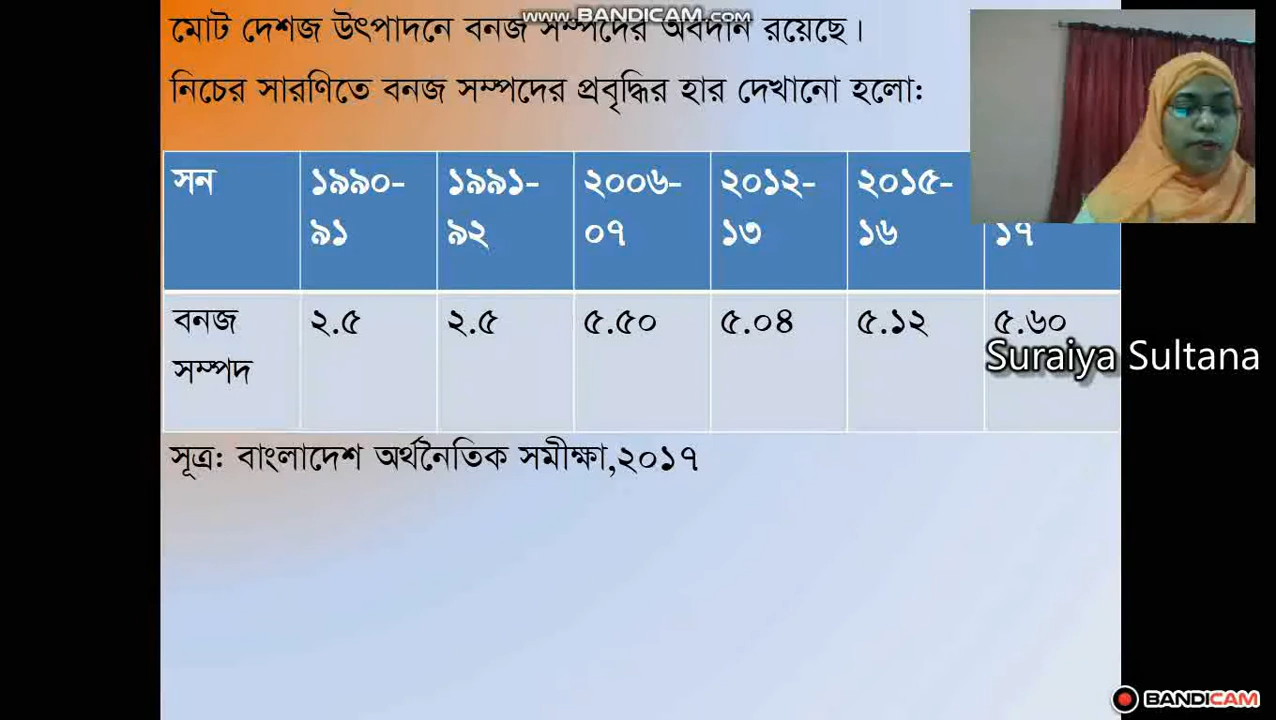 www.BANDICAM.com
মোট দেশজ উৎপাদনে বনজ সম্পদের অবদান রয়েছে।
নিচের সারণিতে বনজ সম্পদের প্রবৃদ্ধির হার দেখানো হলো:
সন ১৯৯০-৯১ ১৯৯১-৯২ ২০০৬-০৭ ২০১২-১৩ ২০১৫-১৬ ১৭
বনজ সম্পদ ২.৫ ২.৫ ৫.৫০ ৫.০৪ ৫.১২ ৫.৬০
Suraiya Sultana
সূত্র: বাংলাদেশ অর্থনৈতিক সমীক্ষা,২০১৭
BANDICAM